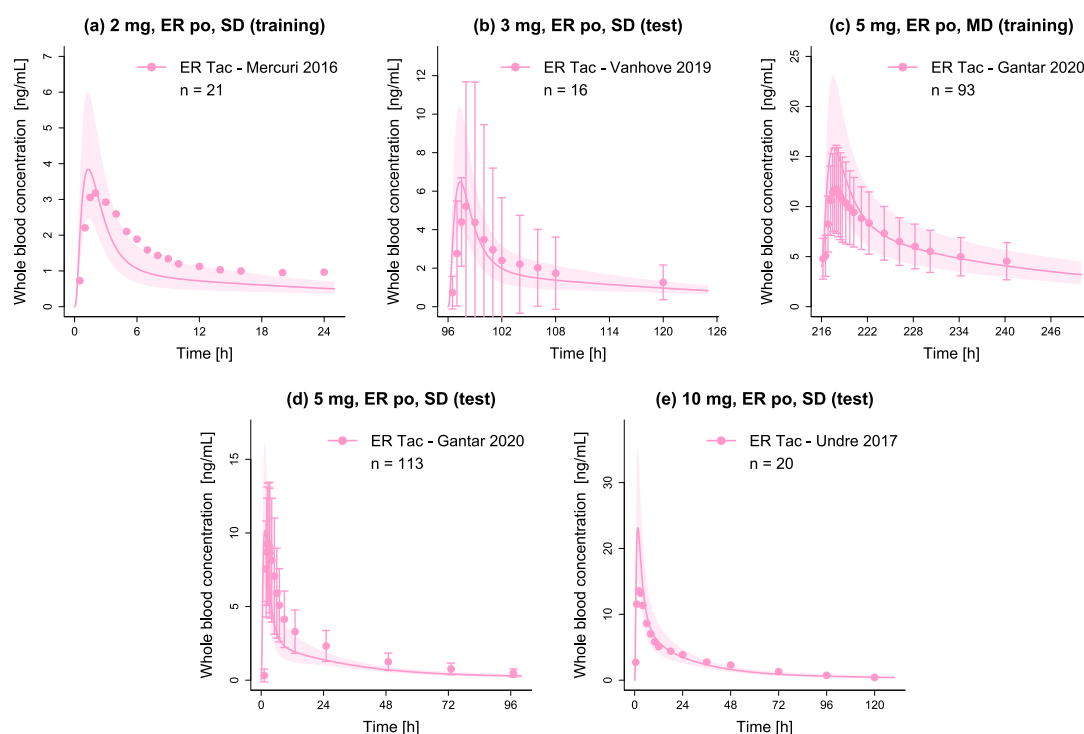 (a) 2 mg, ER po, SD (training)
Whole blood concentration [ng/mL]
7
6
5
4
3
2
1
0
ER Tac - Mercuri 2016
n = 21
0 6 12 18 24
Time [h]
(b) 3 mg, ER po, SD (test)
Whole blood concentration [ng/mL]
12
10
8
6
4
2
0
ER Tac - Vanhove 2019
n = 16
96 102 108 114 120
Time [h]
(c) 5 mg, ER po, MD (training)
Whole blood concentration [ng/mL]
25
20
15
10
5
0
ER Tac - Gantar 2020
n = 93
216 222 228 234 240 246
Time [h]
(d) 5 mg, ER po, SD (test)
Whole blood concentration [ng/mL]
15
10
5
0
ER Tac - Gantar 2020
n = 113
0 24 48 72 96
Time [h]
(e) 10 mg, ER po, SD (test)
Whole blood concentration [ng/mL]
30
20
10
0
ER Tac - Undre 2017
n = 20
0 24 48 72 96 120
Time [h]